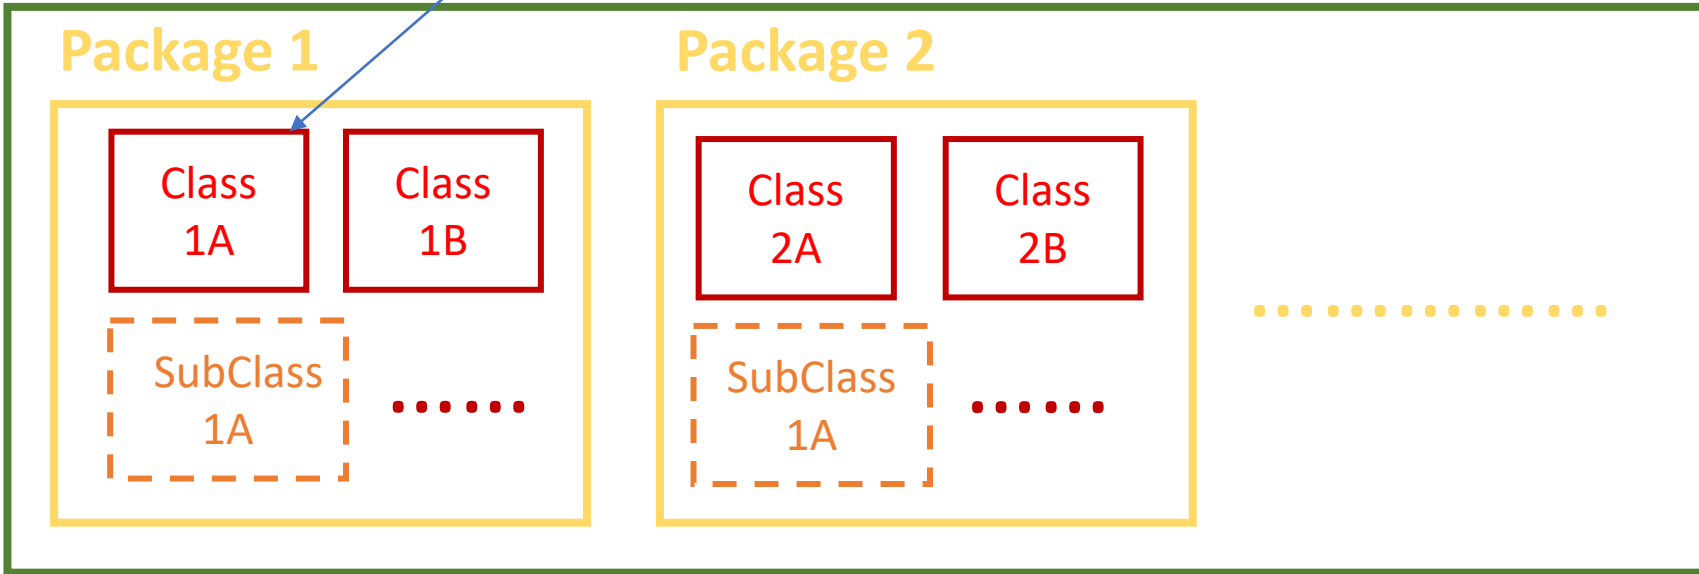 Package 1
Class
1A
Class
1B
SubClass
1A
......
Package 2
Class
2A
Class
2B
SubClass
1A
......
...............